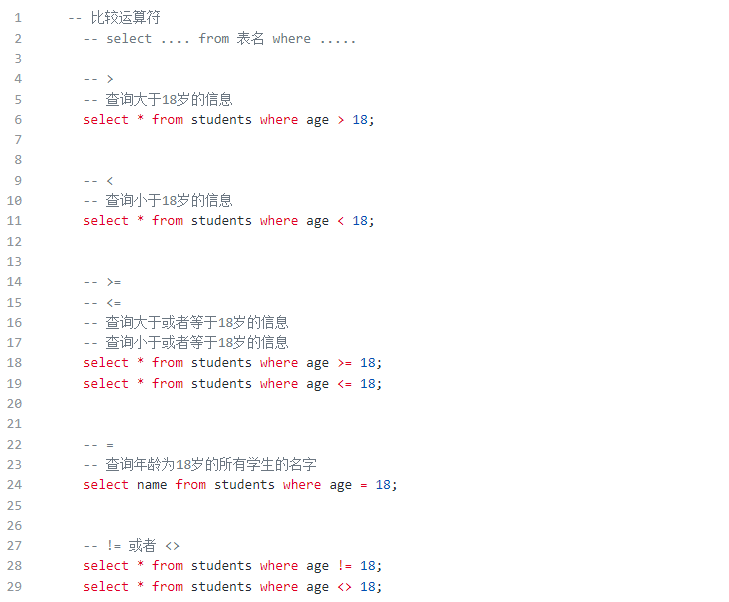 1 -- 比较运算符
2 -- select .... from 表名 where .....
3
4 -- >
5 -- 查询大于18岁的信息
6 select * from students where age > 18;
7
8
9 -- <
10 -- 查询小于18岁的信息
11 select * from students where age < 18;
12
13
14 -- >=
15 -- <=
16 -- 查询大于或者等于18岁的信息
17 -- 查询小于或者等于18岁的信息
18 select * from students where age >= 18;
19 select * from students where age <= 18;
20
21
22 -- =
23 -- 查询年龄为18岁的所有学生的名字
24 select name from students where age = 18;
25
26
27 -- != 或者 <>
28 select * from students where age != 18;
29 select * from students where age <> 18;